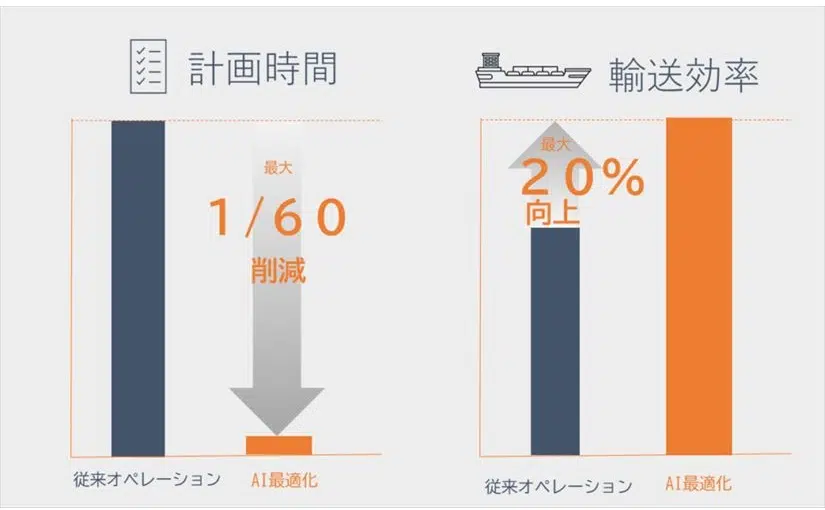 計画時間
最大
1/60
削減
従来オペレーション
AI最適化
輸送効率
最大
20%
向上
従来オペレーション
AI最適化